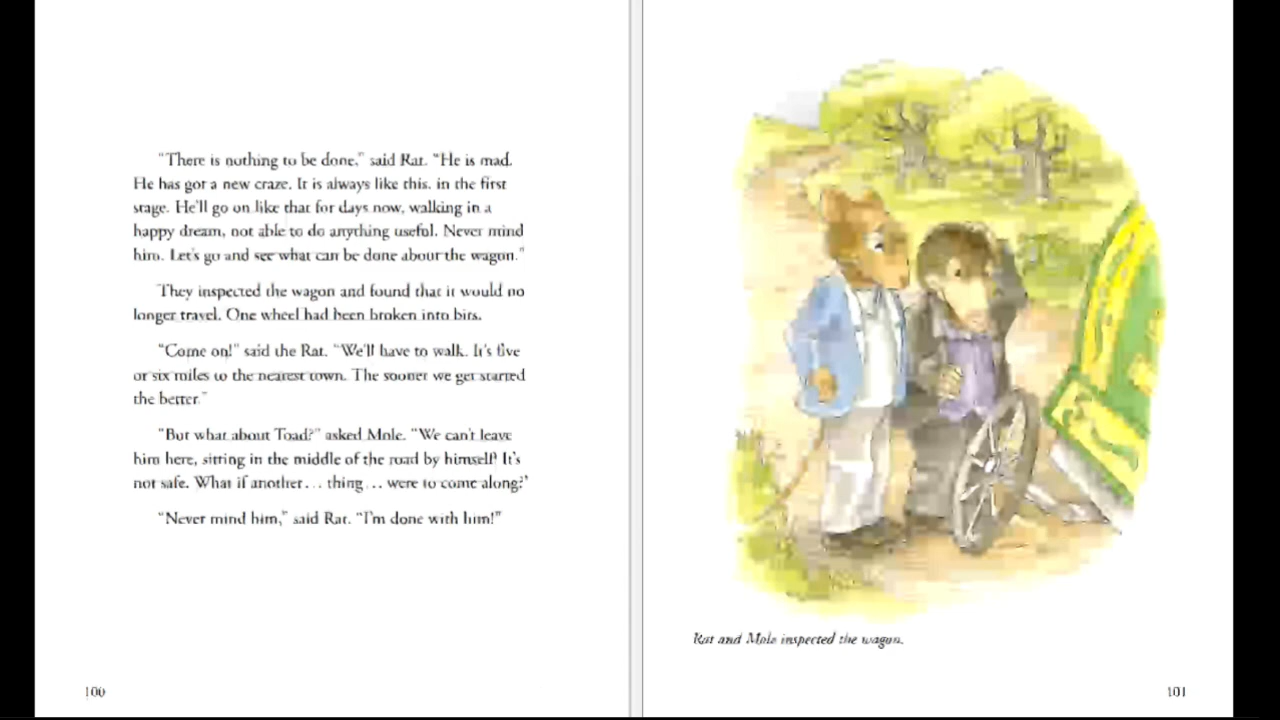 "There is nothing to be done," said Rat. "He is mad.
He has got a new craze. It is always like this, in the first
stage. He'll go on like that for days now, walking in a
happy dream, not able to do anything useful. Never mind
him. Let's go and see what can be done about the wagon."
They inspected the wagon and found that it would no
longer travel. One wheel had been broken into bits.
"Come on!" said the Rat. "We'll have to walk. It's five
or six miles to the nearest town. The sooner we get started
the better."
"But what about Toad?" asked Mole. "We can't leave
him here, sitting in the middle of the road by himself! It's
not safe. What if another... thing... were to come along?"
"Never mind him," said Rat. "I'm done with him!"
100
Rat and Mole inspected the wagon.
101